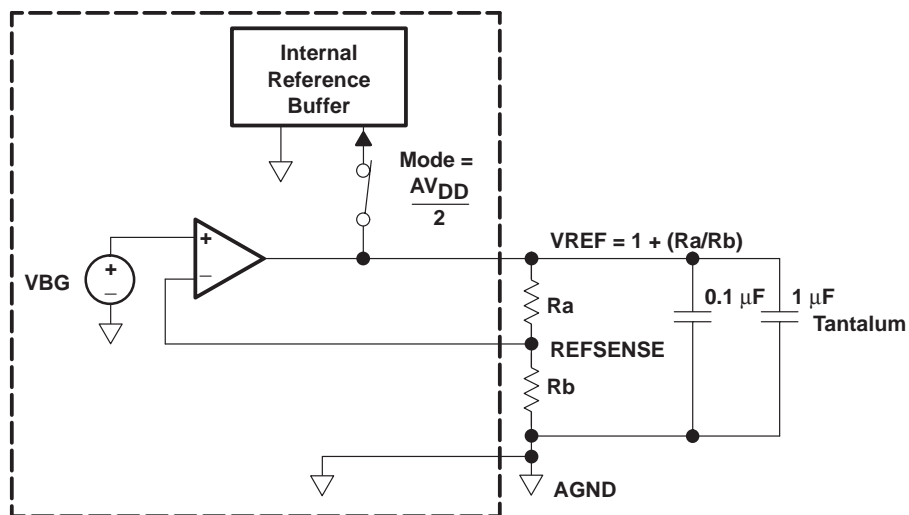 Internal
Reference
Buffer
Mode =
AVDD
2
+
−
VBG
+
−
VREF = 1 + (Ra/Rb)
Ra
0.1 μF
1 μF
Tantalum
REFSENSE
Rb
AGND